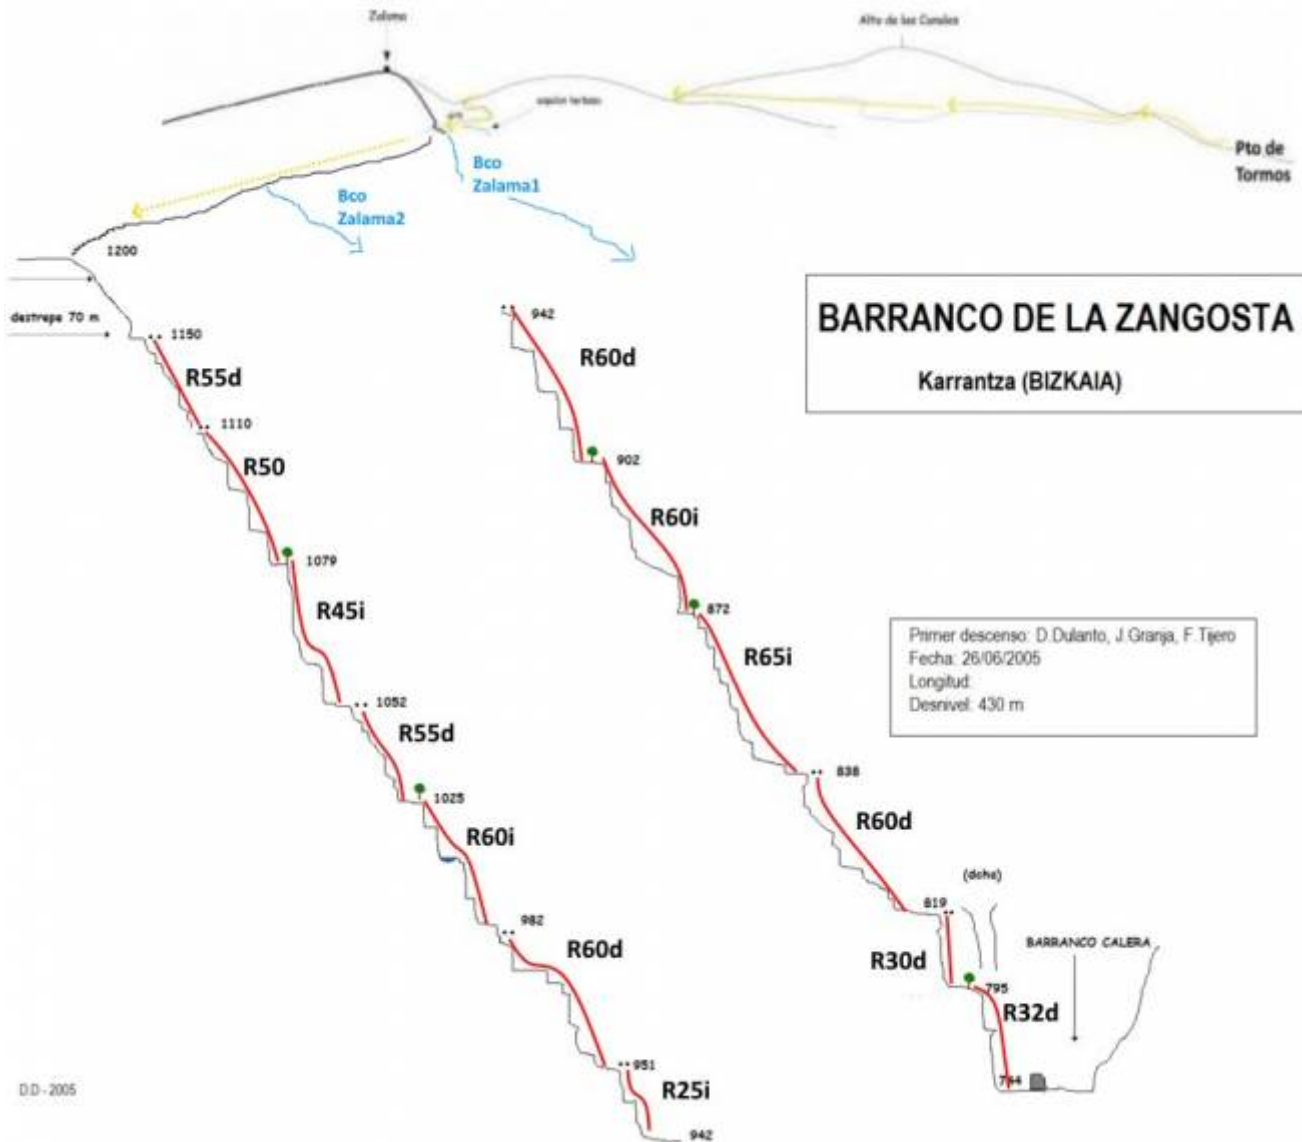 Zalama
Alto de los Canales
Pto de
Tormos
Bco
Zalama1
Bco
Zalama2
1200
destrepe 70 m
1150
R55d
1110
R50
1079
R45i
1052
R55d
1025
R60i
982
R60d
951
R25i
942
942
R60d
902
R60i
872
R65i
838
R60d
819
R30d
(dcha)
795
R32d
BARRANCO CALERA
BARRANCO DE LA ZANGOSTA
Karrantza (BIZKAIA)
Primer descenso: D.Dulanto, J.Granja, F.Tijero
Fecha: 26/06/2005
Longitud:
Desnivel: 430 m
D.D - 2005